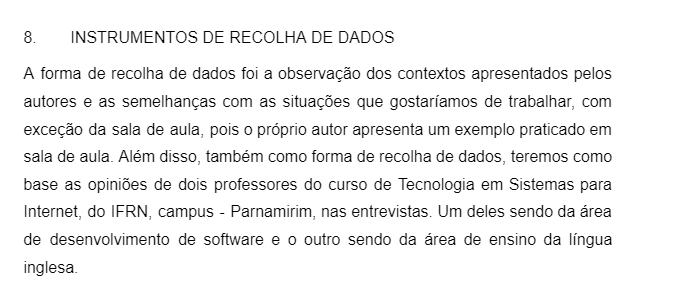 8. INSTRUMENTOS DE RECOLHA DE DADOS
A forma de recolha de dados foi a observação dos contextos apresentados pelos
autores e as semelhanças com as situações que gostaríamos de trabalhar, com
exceção da sala de aula, pois o próprio autor apresenta um exemplo praticado em
sala de aula. Além disso, também como forma de recolha de dados, teremos como
base as opiniões de dois professores do curso de Tecnologia em Sistemas para
Internet, do IFRN, campus - Parnamirim, nas entrevistas. Um deles sendo da área
de desenvolvimento de software e o outro sendo da área de ensino da língua
inglesa.